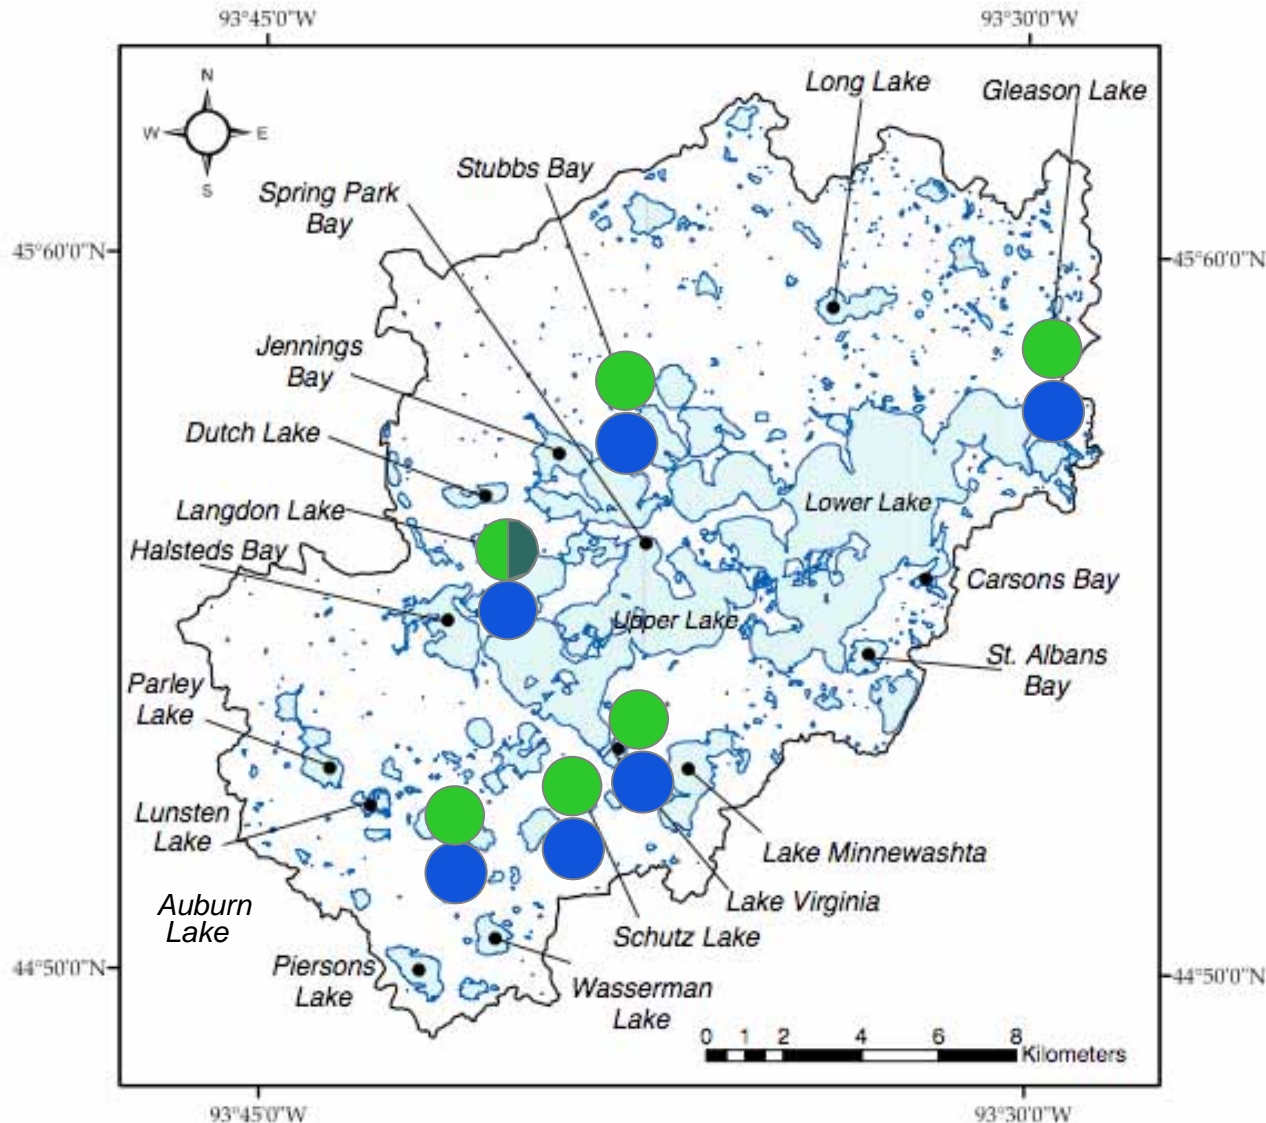 93°45'0"W
93°30'0"W
N
W
E
S
Long Lake
Gleason Lake
Stubbs Bay
Spring Park
Bay
45°60'0"N
45°60'0"N
Jennings
Bay
Dutch Lake
Langdon Lake
Lower Lake
Halsteds Bay
Carsons Bay
Upper Lake
St. Albans
Bay
Parley
Lake
Lunsten
Lake
Lake Minnewashta
Auburn
Lake
Lake Virginia
Schutz Lake
44°50'0"N
44°50'0"N
Piersons
Lake
Wasserman
Lake
0 1 2 4 6 8
Kilometers
93°45'0"W
93°30'0"W